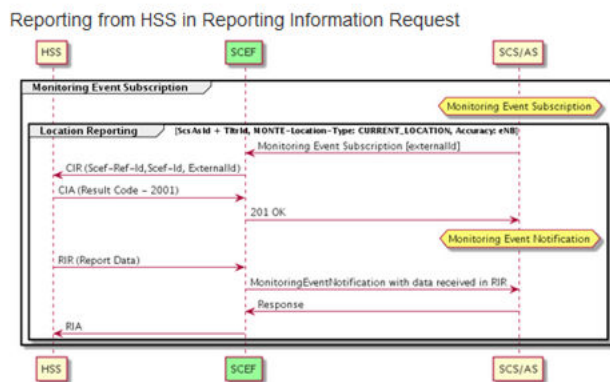 Reporting from HSS in Reporting Information Request
HSS SCEF SCS/AS
Monitoring Event Subscription
Monitoring Event Subscription
Location Reporting [ScsAsId + TltrId, MONTE-Location-Type: CURRENT_LOCATION, Accuracy: eNB]
Monitoring Event Subscription [externalId]
CIR (Scef-Ref-Id,Scef-Id, ExternalId)
CIA (Result Code - 2001)
201 OK
Monitoring Event Notification
RIR (Report Data)
MonitoringEventNotification with data received in RIR
Response
RIA
HSS SCEF SCS/AS